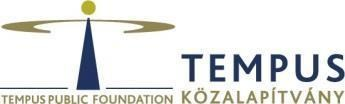 TEMPUS PUBLIC FOUNDATION
TEMPUS
KÖZALAPÍTVÁNY